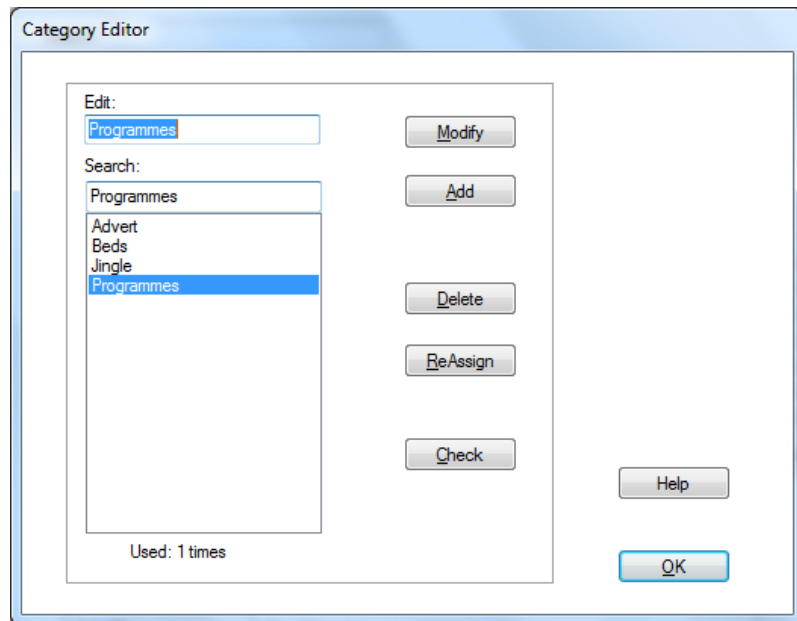 Category Editor
Edit:
Programmes
Modify
Search:
Programmes
Add
Advert
Beds
Jingle
Programmes
Delete
ReAssign
Check
Help
Used: 1 times
OK